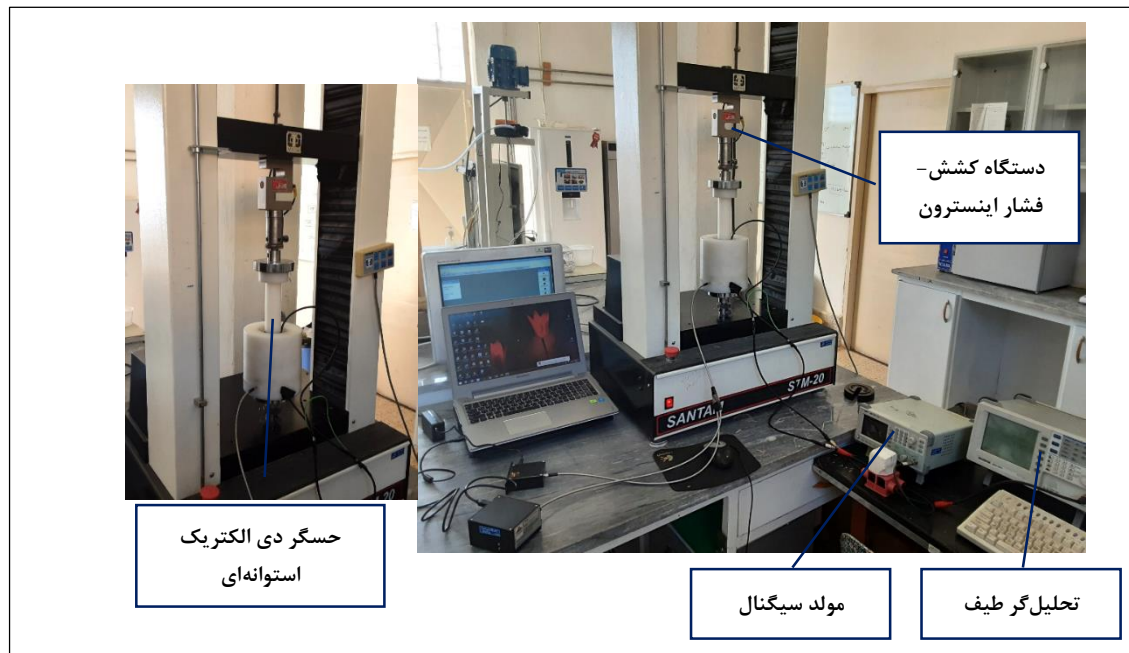 دستگاه کشش-
فشار اینسترون
SANTAM
STM-20
حسگر دی الکتریک
استوانه‌ای
مولد سیگنال
تحلیل‌گر طیف